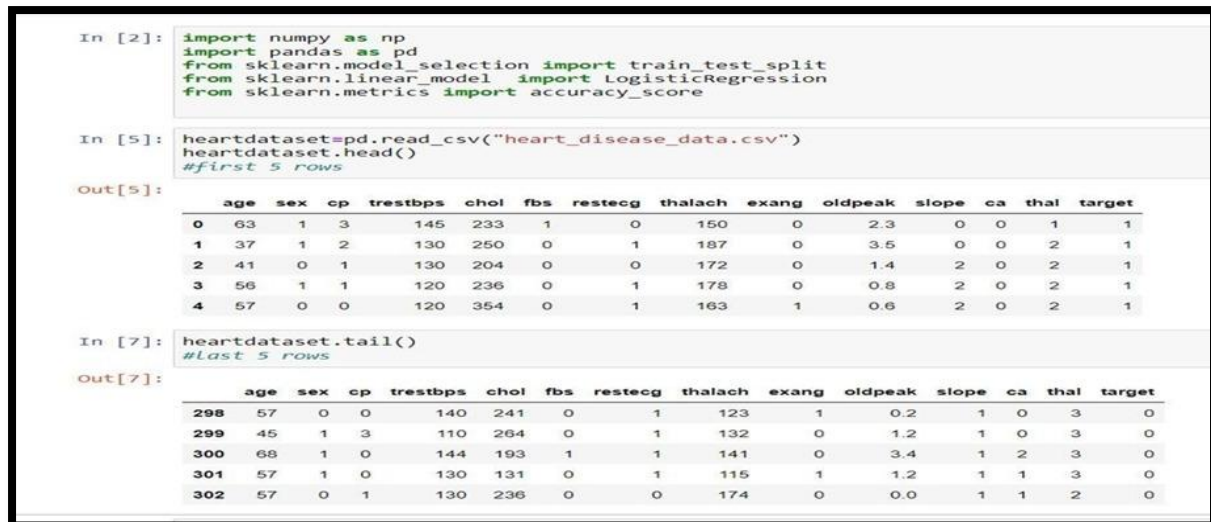 In [2]: import numpy as np
import pandas as pd
from sklearn.model_selection import train_test_split
from sklearn.linear_model  import LogisticRegression
from sklearn.metrics import accuracy_score
In [5]: heartdataset=pd.read_csv("heart_disease_data.csv")
heartdataset.head()
#first 5 rows
Out[5]:
age sex cp trestbps chol fbs restecg thalach exang oldpeak slope ca thal target
0 63 1 3 145 233 1 0 150 0 2.3 0 0 1 1
1 37 1 2 130 250 0 1 187 0 3.5 0 0 2 1
2 41 0 1 130 204 0 0 172 0 1.4 2 0 2 1
3 56 1 1 120 236 0 1 178 0 0.8 2 0 2 1
4 57 0 0 120 354 0 1 163 1 0.6 2 0 2 1
In [7]: heartdataset.tail()
#last 5 rows
Out[7]:
age sex cp trestbps chol fbs restecg thalach exang oldpeak slope ca thal target
298 57 0 0 140 241 0 1 123 1 0.2 1 0 3 0
299 45 1 3 110 264 0 1 132 0 1.2 1 0 3 0
300 68 1 0 144 193 1 1 141 0 3.4 1 2 3 0
301 57 1 0 130 131 0 1 115 1 1.2 1 1 3 0
302 57 0 1 130 236 0 0 174 0 0.0 1 1 2 0